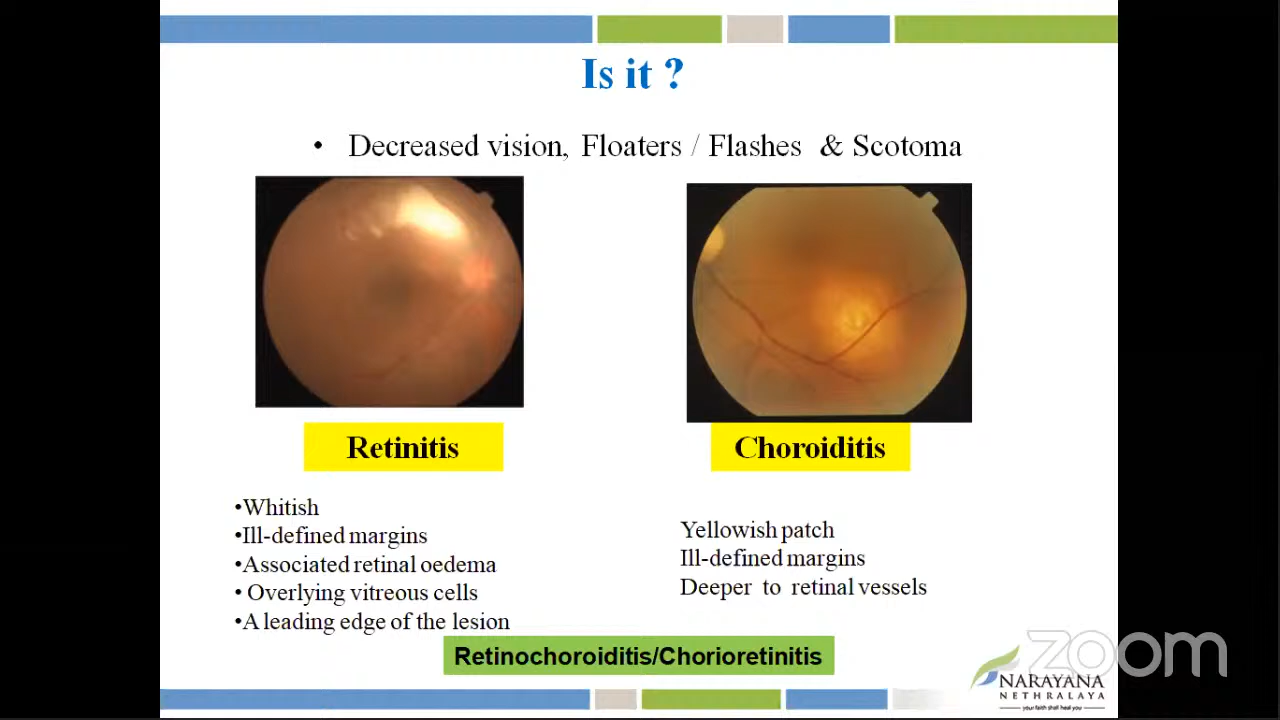 Is it ?
• Decreased vision, Floaters / Flashes & Scotoma
Retinitis
•Whitish
•Ill-defined margins
•Associated retinal oedema
• Overlying vitreous cells
•A leading edge of the lesion
Choroiditis
Yellowish patch
Ill-defined margins
Deeper to retinal vessels
Retinochoroiditis/Chorioretinitis
zoom
NARAYANA
NETHRALAYA
your faith shall heal you